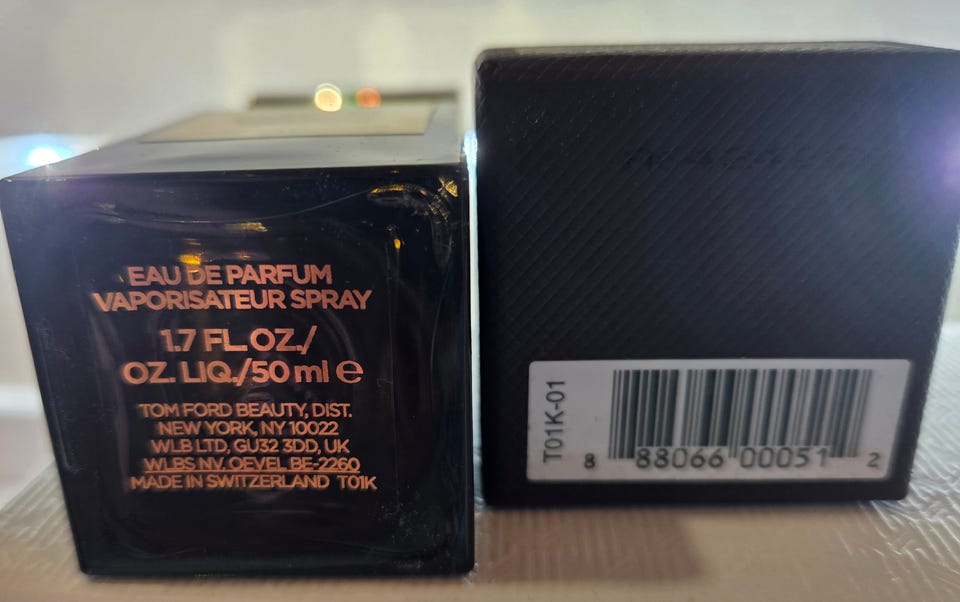 EAU DE PARFUM
VAPORISATEUR SPRAY
1.7 FL. OZ./
OZ. LIQ./50 ml e
TOM FORD BEAUTY, DIST.
NEW YORK, NY 10022
WLB LTD, GU32 3DD, UK
WLBS NV. OEVEL BE-2260
MADE IN SWITZERLAND T01K
T01K-01
8 88066 00051 2